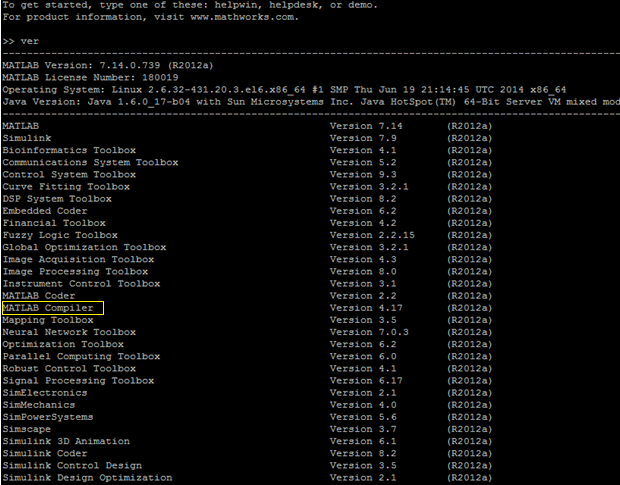 To get started, type one of these: helpwin, helpdesk, or demo.
For product information, visit www.mathworks.com.
>> ver
-------------------------------------------------------------------------------------
MATLAB Version: 7.14.0.739 (R2012a)
MATLAB License Number: 180019
Operating System: Linux 2.6.32-431.20.3.el6.x86_64 #1 SMP Thu Jun 19 21:14:45 UTC 2014 x86_64
Java Version: Java 1.6.0_17-b04 with Sun Microsystems Inc. Java HotSpot(TM) 64-Bit Server VM mixed mod
-------------------------------------------------------------------------------------
MATLAB Version 7.14 (R2012a)
Simulink Version 7.9 (R2012a)
Bioinformatics Toolbox Version 4.1 (R2012a)
Communications System Toolbox Version 5.2 (R2012a)
Control System Toolbox Version 9.3 (R2012a)
Curve Fitting Toolbox Version 3.2.1 (R2012a)
DSP System Toolbox Version 8.2 (R2012a)
Embedded Coder Version 6.2 (R2012a)
Financial Toolbox Version 4.2 (R2012a)
Fuzzy Logic Toolbox Version 2.2.15 (R2012a)
Global Optimization Toolbox Version 3.2.1 (R2012a)
Image Acquisition Toolbox Version 4.3 (R2012a)
Image Processing Toolbox Version 8.0 (R2012a)
Instrument Control Toolbox Version 3.1 (R2012a)
MATLAB Coder Version 2.2 (R2012a)
MATLAB Compiler Version 4.17 (R2012a)
Mapping Toolbox Version 3.5 (R2012a)
Neural Network Toolbox Version 7.0.3 (R2012a)
Optimization Toolbox Version 6.2 (R2012a)
Parallel Computing Toolbox Version 6.0 (R2012a)
Robust Control Toolbox Version 4.1 (R2012a)
Signal Processing Toolbox Version 6.17 (R2012a)
SimElectronics Version 2.1 (R2012a)
SimMechanics Version 4.0 (R2012a)
SimPowerSystems Version 5.6 (R2012a)
Simscape Version 3.7 (R2012a)
Simulink 3D Animation Version 6.1 (R2012a)
Simulink Coder Version 8.2 (R2012a)
Simulink Control Design Version 3.5 (R2012a)
Simulink Design Optimization Version 2.1 (R2012a)